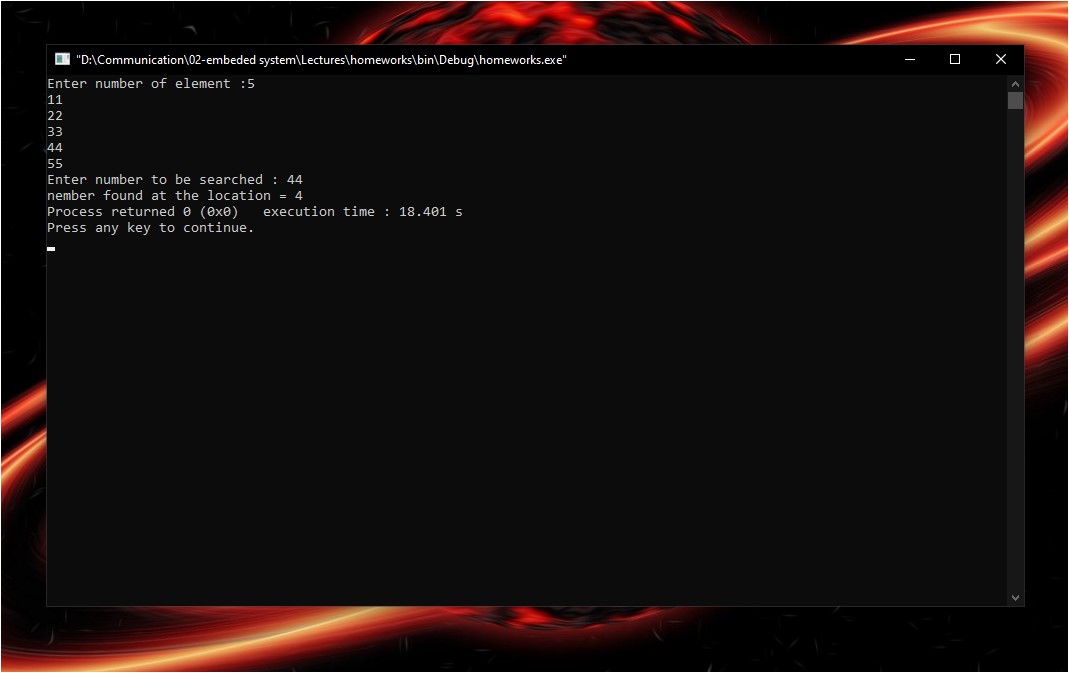 "D:\Communication\02-embeded system\Lectures\homeworks\bin\Debug\homeworks.exe"
Enter number of element :5
11
22
33
44
55
Enter number to be searched : 44
nember found at the location = 4
Process returned 0 (0x0)   execution time : 18.401 s
Press any key to continue.